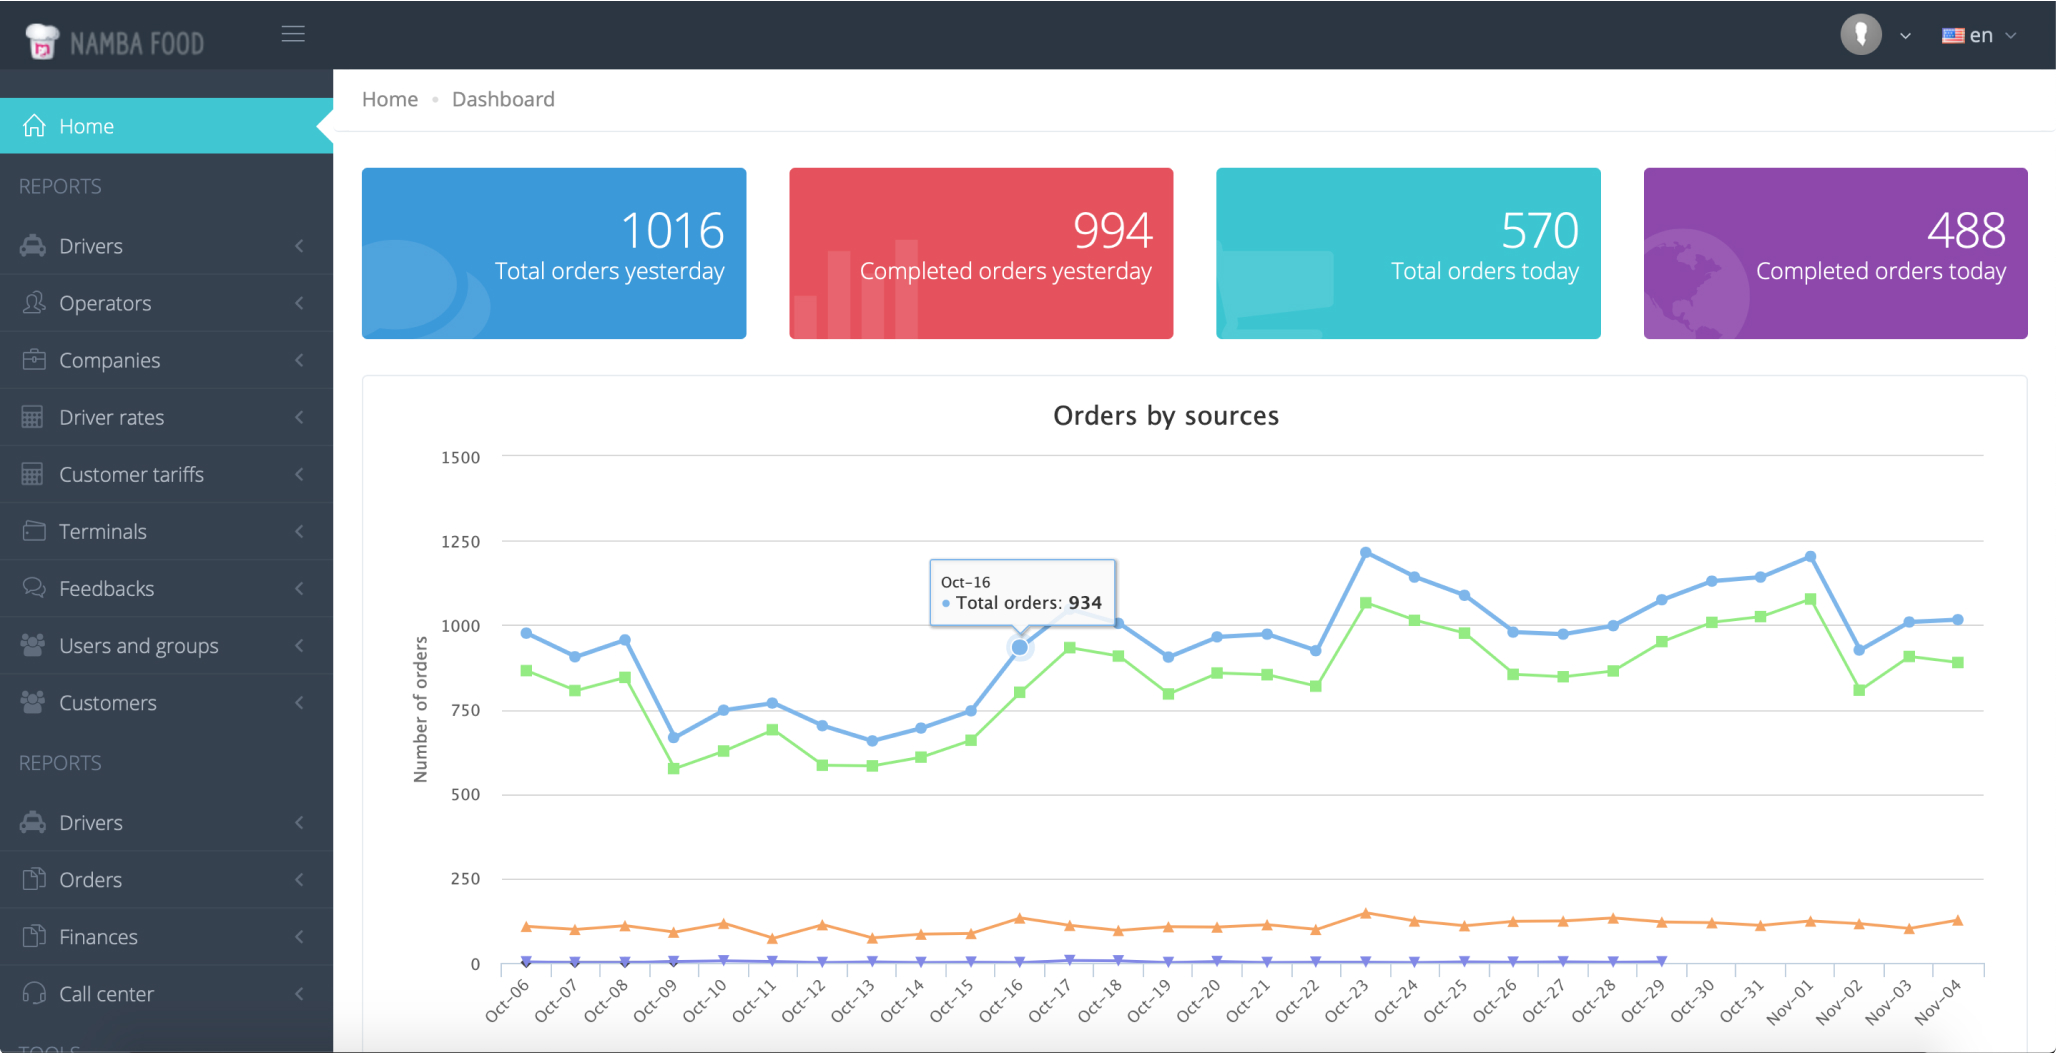 NAMBA FOOD
en
Home
REPORTS
Drivers
Operators
Companies
Driver rates
Customer tariffs
Terminals
Feedbacks
Users and groups
Customers
REPORTS
Drivers
Orders
Finances
Call center
TOOLS
Home • Dashboard
1016
Total orders yesterday
994
Completed orders yesterday
570
Total orders today
488
Completed orders today
Orders by sources
Number of orders
1500
1250
1000
750
500
250
0
Oct-16
Total orders: 934
Oct-06
Oct-07
Oct-08
Oct-09
Oct-10
Oct-11
Oct-12
Oct-13
Oct-14
Oct-15
Oct-16
Oct-17
Oct-18
Oct-19
Oct-20
Oct-21
Oct-22
Oct-23
Oct-24
Oct-25
Oct-26
Oct-27
Oct-28
Oct-29
Oct-30
Oct-31
Nov-01
Nov-02
Nov-03
Nov-04